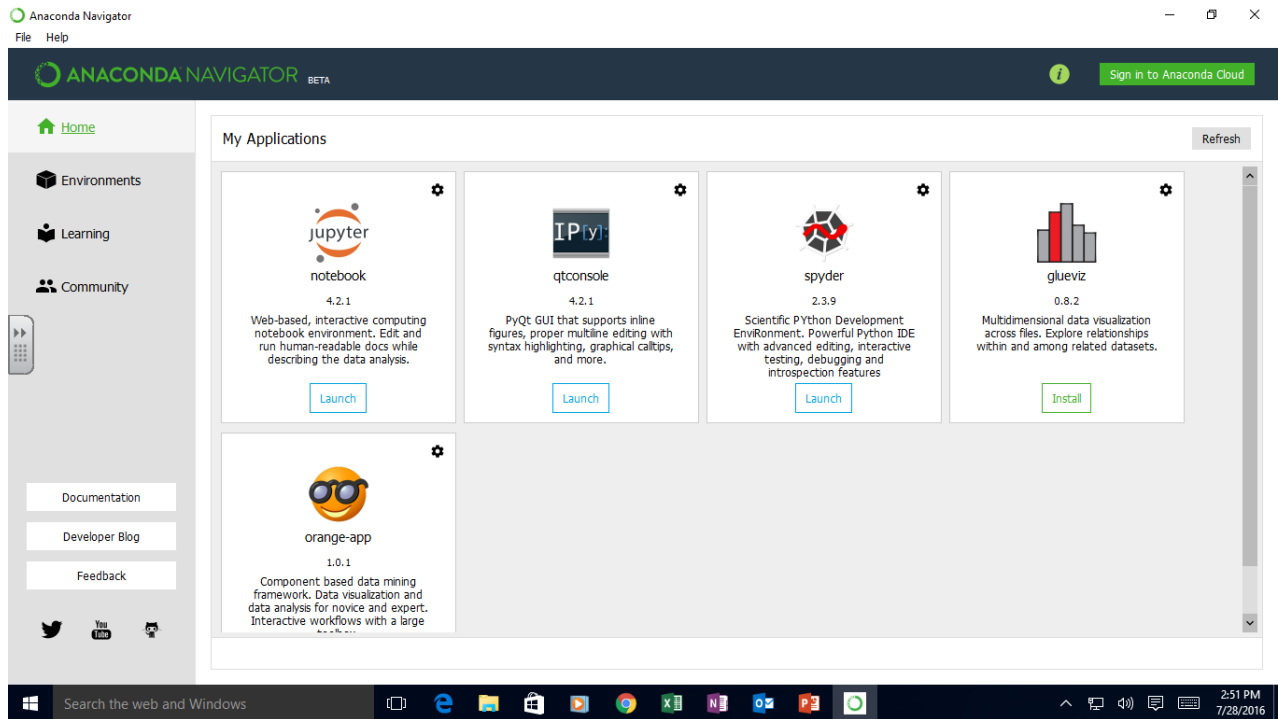 Anaconda Navigator
File Help
ANACONDA NAVIGATOR BETA
Sign in to Anaconda Cloud
Home
Environments
Learning
Community
Documentation
Developer Blog
Feedback
You
Tube
My Applications
Refresh
jupyter
notebook
4.2.1
Web-based, interactive computing
notebook environment. Edit and
run human-readable docs while
describing the data analysis.
Launch
IP[y]:
qtconsole
4.2.1
PyQt GUI that supports inline
figures, proper multiline editing with
syntax highlighting, graphical calltips,
and more.
Launch
spyder
2.3.9
Scientific PYthon Development
EnviRonment. Powerful Python IDE
with advanced editing, interactive
testing, debugging and
introspection features
Launch
glueviz
0.8.2
Multidimensional data visualization
across files. Explore relationships
within and among related datasets.
Install
orange-app
1.0.1
Component based data mining
framework. Data visualization and
data analysis for novice and expert.
Interactive workflows with a large
Search the web and Windows
2:51 PM
7/28/2016